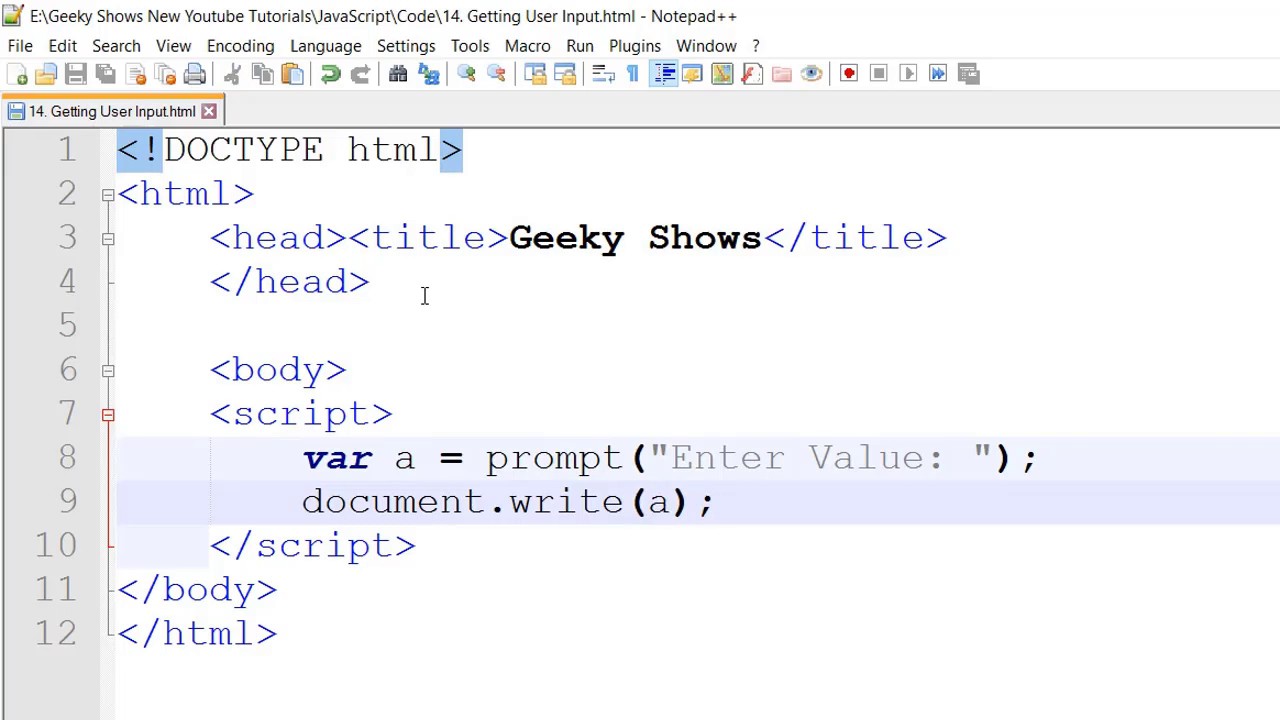 E:\Geeky Shows New Youtube Tutorials\JavaScript\Code\14. Getting User Input.html - Notepad++
File Edit Search View Encoding Language Settings Tools Macro Run Plugins Window ?
14. Getting User Input.html
1 <!DOCTYPE html>
2 <html>
3 <head><title>Geeky Shows</title>
4 </head>
5
6 <body>
7 <script>
8 var a = prompt("Enter Value: ");
9 document.write(a);
10 </script>
11 </body>
12 </html>